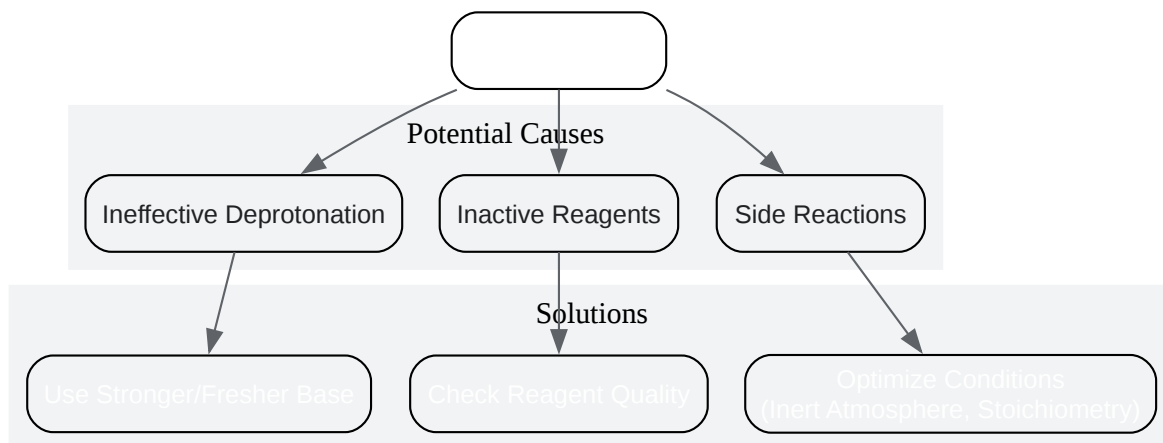 Potential Causes
Ineffective Deprotonation
Inactive Reagents
Side Reactions
Solutions
Use Stronger/Fresher Base
Check Reagent Quality
Optimize Conditions
(Inert Atmosphere, Stoichiometry)